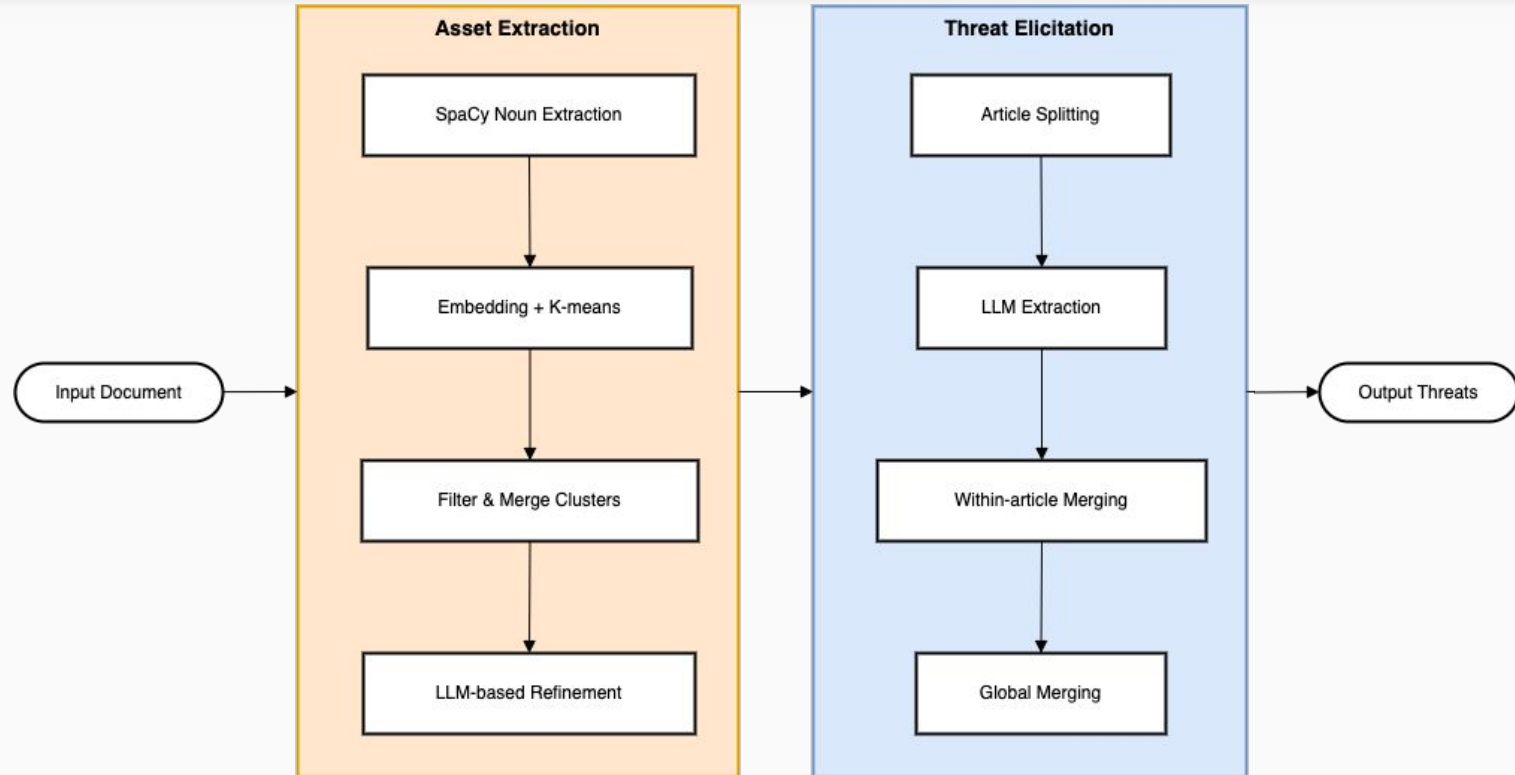 Asset Extraction
SpaCy Noun Extraction
Embedding + K-means
Filter & Merge Clusters
LLM-based Refinement
Input Document
Threat Elicitation
Article Splitting
LLM Extraction
Within-article Merging
Global Merging
Output Threats